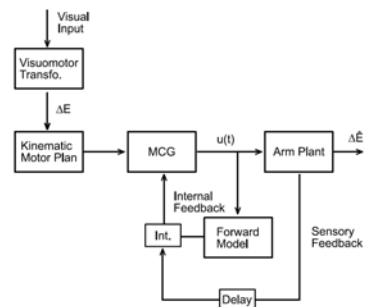 Visual
Input
Visuomotor
Transfo.
ΔE
Kinematic
Motor Plan
MCG
u(t)
Arm Plant
ΔÊ
Internal
Feedback
Int.
Forward
Model
Sensory
Feedback
Delay